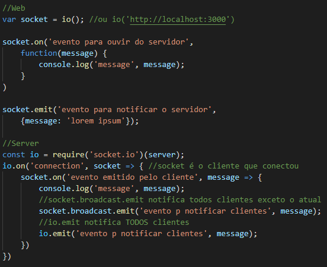 //Web
var socket = io(); //ou io('http://localhost:3000')
socket.on('evento para ouvir do servidor',
function(message) {
console.log('message', message);
}
)
socket.emit('evento para notificar o servidor',
{message: 'lorem ipsum'});
//Server
const io = require('socket.io')(server);
io.on('connection', socket => { //socket é o cliente que conectou
socket.on('evento emitido pelo cliente', message => {
console.log('message', message);
//socket.broadcast.emit notifica todos clientes exceto o atual
socket.broadcast.emit('evento p notificar clientes', message);
//io.emit notifica TODOS clientes
io.emit('evento p notificar clientes', message);
})
})